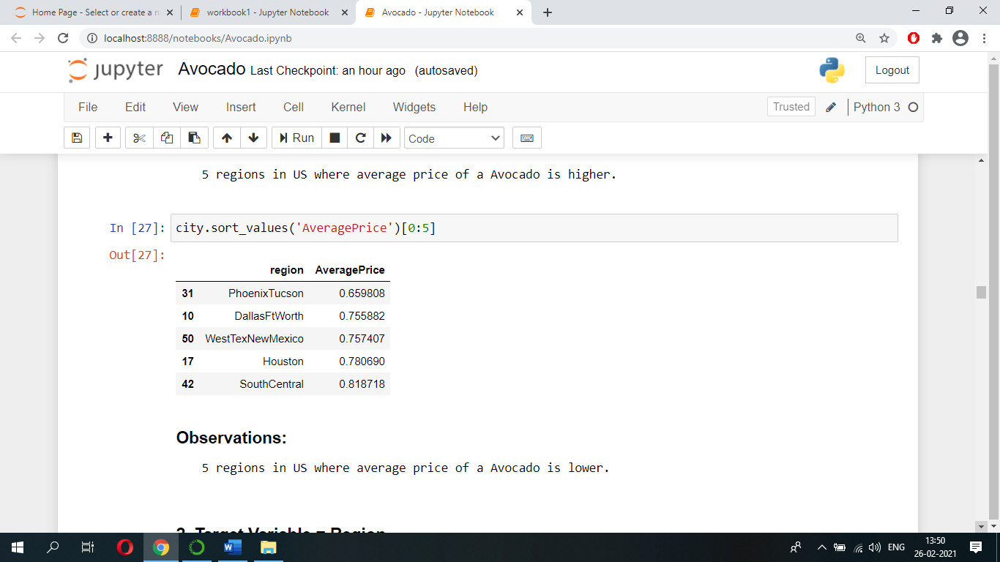 Home Page - Select or create a n
workbook1 - Jupyter Notebook
Avocado - Jupyter Notebook
localhost:8888/notebooks/Avocado.ipynb
jupyter Avocado Last Checkpoint: an hour ago (autosaved)
Logout
File Edit View Insert Cell Kernel Widgets Help
Trusted
Python 3
Run
Code
5 regions in US where average price of a Avocado is higher.
In [27]: city.sort_values('AveragePrice')[0:5]
Out[27]:
region AveragePrice
31 PhoenixTucson 0.659808
10 DallasFtWorth 0.755882
50 WestTexNewMexico 0.757407
17 Houston 0.780690
42 SouthCentral 0.818718
Observations:
5 regions in US where average price of a Avocado is lower.
2. Target Variable = Region
ENG
13:50
26-02-2021